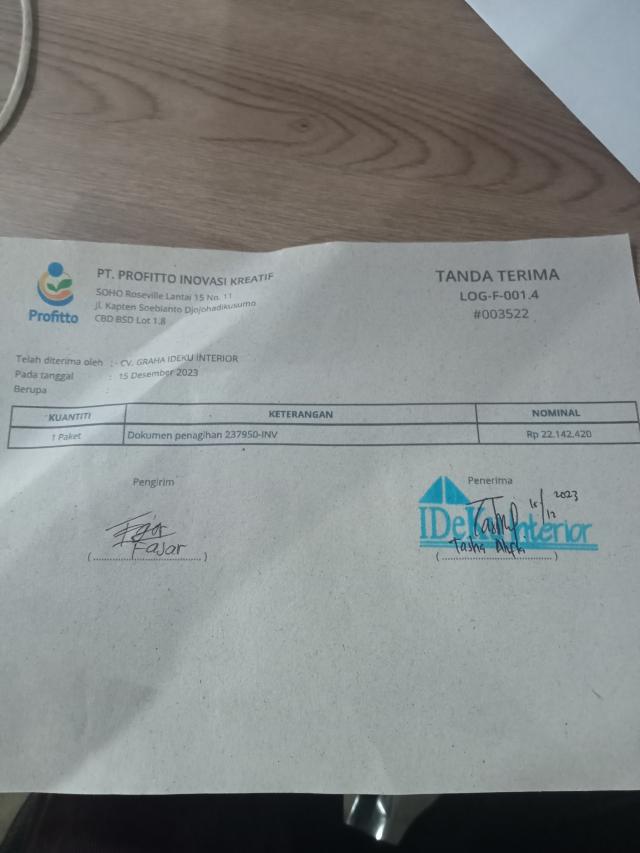 PT. PROFITTO INOVASI KREATIF
SOHO Roseville Lantai 15 No. 11
Jl. Kapten Soebianto Djojohadikusumo
CBD BSD Lot 1.8
Profitto
TANDA TERIMA
LOG-F-001.4
#003522
Telah diterima oleh : CV. GRAHA IDEKU INTERIOR
Pada tanggal : 15 Desember 2023
Berupa :
KUANTITI KETERANGAN NOMINAL
1 Paket Dokumen penagihan 237950-INV Rp 22.142.420
Pengirim Penerima
Fajar
Fajar
15/12 2023
IDeKu Interior
Tasha
(........................) (........................)